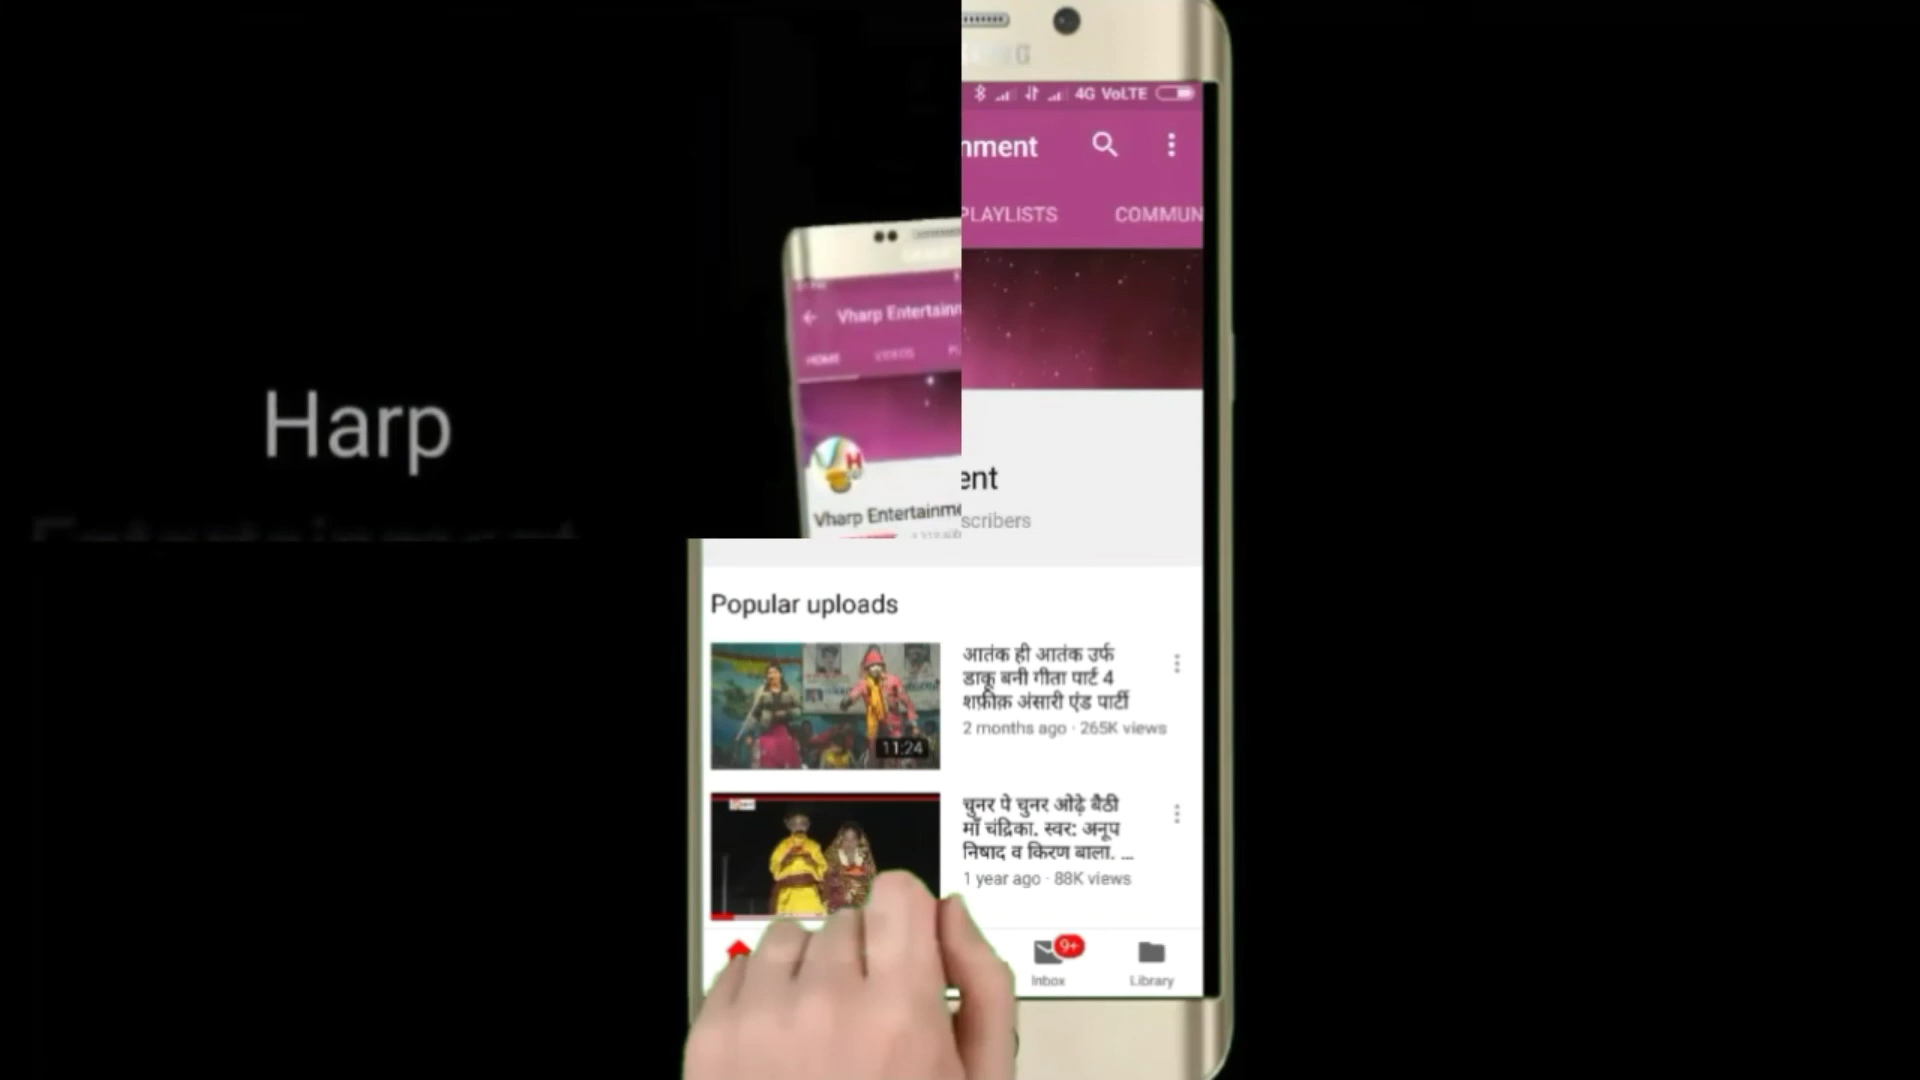 Harp
4G VoLTE
nment
PLAYLISTS
COMMUN
Vharp Entertainm
HOME
VIDEOS
Vharp Entertainme
ent
scribers
Popular uploads
आतंक ही आतंक उर्फ
डाकू बनी गीता पार्ट 4
शफ़ीक़ अंसारी एंड पार्टी
2 months ago · 265K views
11:24
चुनर पे चुनर ओढ़े बैठी
माँ चंद्रिका. स्वर: अनूप
निषाद व किरण बाला. ...
1 year ago · 88K views
9+
Inbox
Library